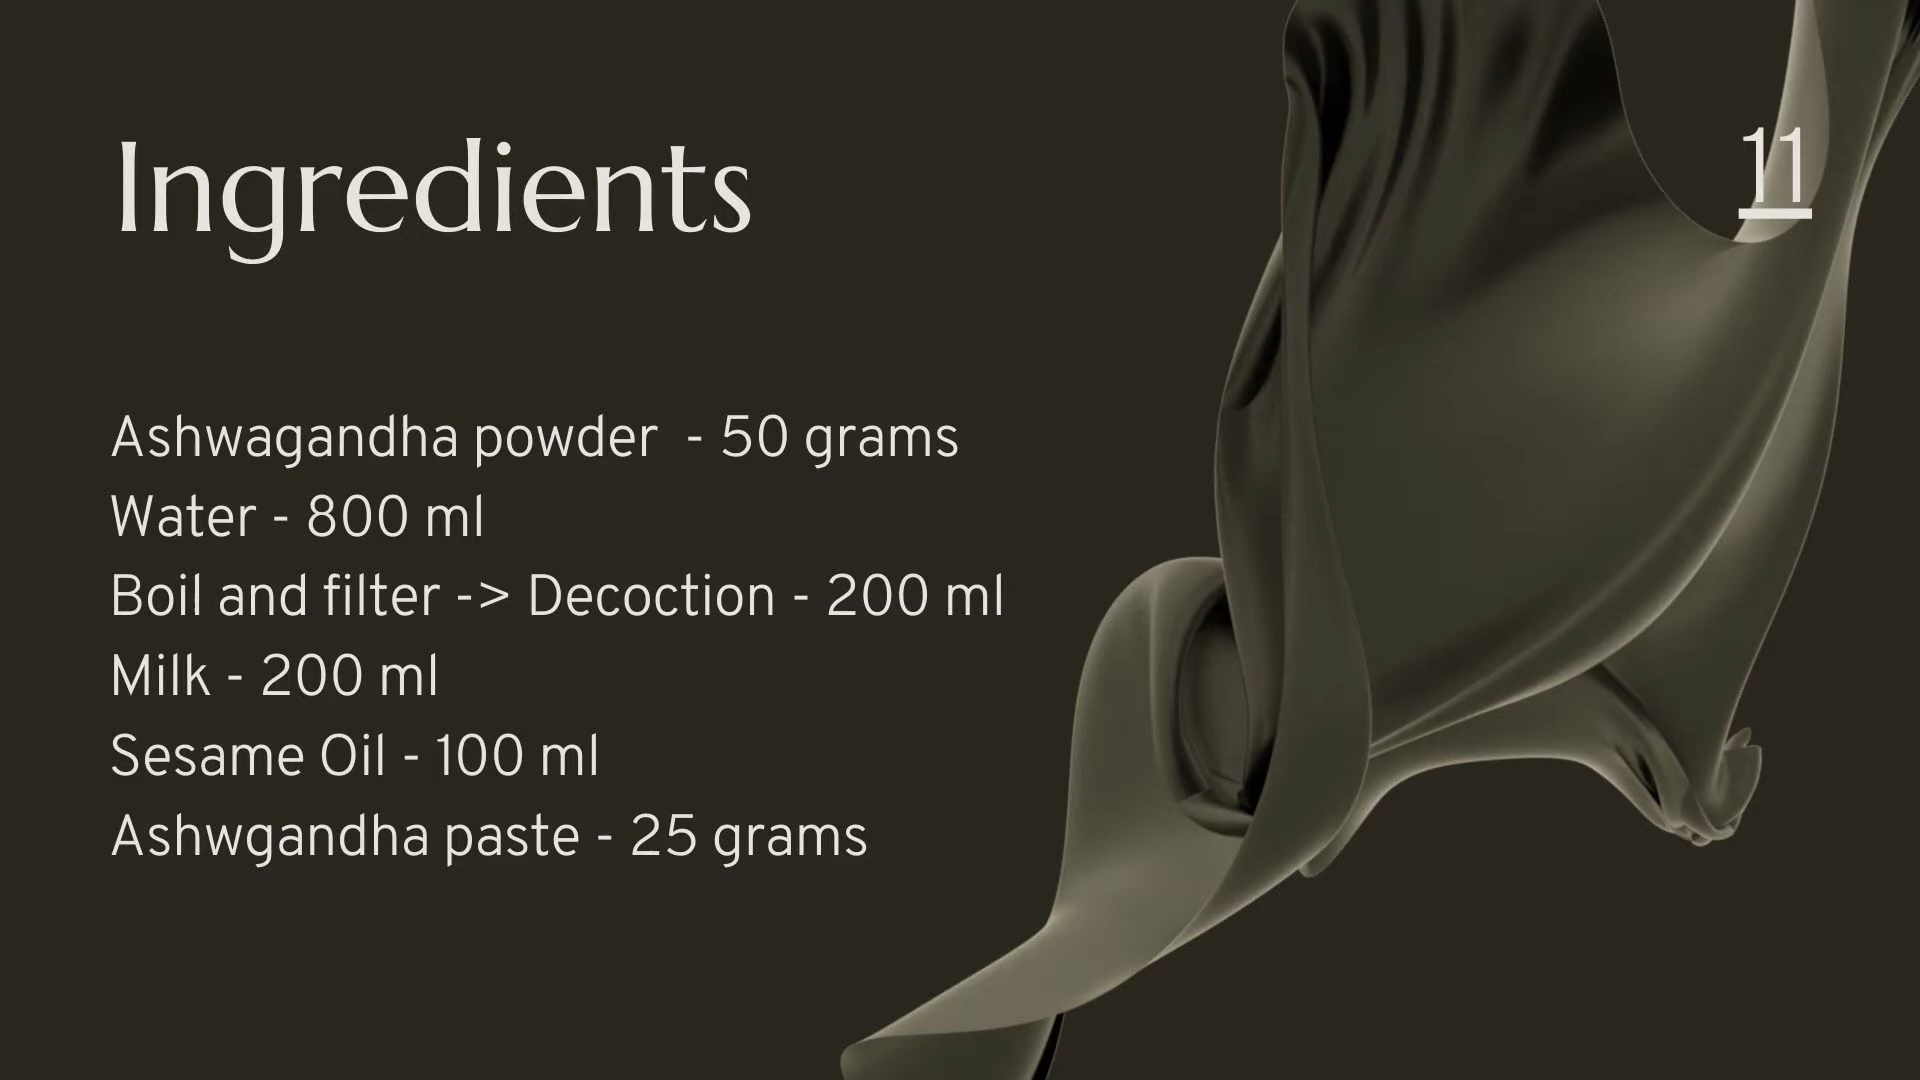 Ingredients
11
Ashwagandha powder  - 50 grams
Water - 800 ml
Boil and filter -> Decoction - 200 ml
Milk - 200 ml
Sesame Oil - 100 ml
Ashwgandha paste - 25 grams